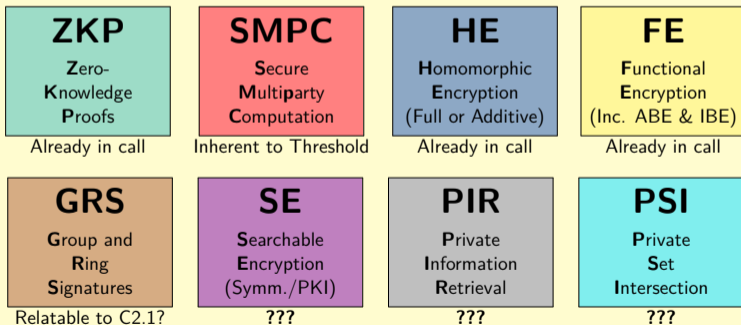 ZKP
Zero-
Knowledge
Proofs
Already in call
SMPC
Secure
Multiparty
Computation
Inherent to Threshold
HE
Homomorphic
Encryption
(Full or Additive)
Already in call
FE
Functional
Encryption
(Inc. ABE & IBE)
Already in call
GRS
Group and
Ring
Signatures
Relatable to C2.1?
SE
Searchable
Encryption
(Symm./PKI)
???
PIR
Private
Information
Retrieval
???
PSI
Private
Set
Intersection
???